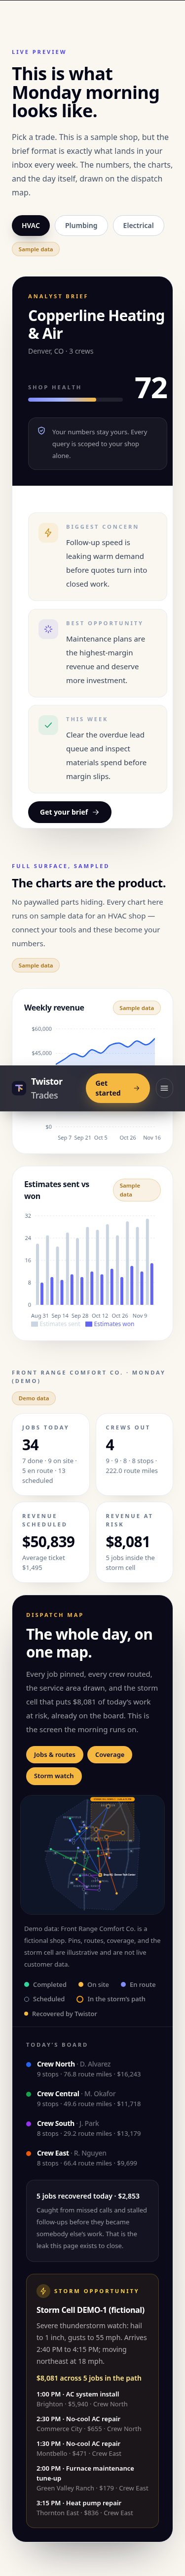 LIVE PREVIEW
This is what
Monday morning
looks like.
Pick a trade. This is a sample shop, but the
brief format is exactly what lands in your
inbox every week. The numbers, the charts,
and the day itself, drawn on the dispatch
map.
HVAC
Plumbing
Electrical
Sample data
ANALYST BRIEF
Copperline Heating
& Air
Denver, CO · 3 crews
SHOP HEALTH
72
Your numbers stay yours. Every
query is scoped to your shop
alone.
BIGGEST CONCERN
Follow-up speed is
leaking warm demand
before quotes turn into
closed work.
BEST OPPORTUNITY
Maintenance plans are
the highest-margin
revenue and deserve
more investment.
THIS WEEK
Clear the overdue lead
queue and inspect
materials spend before
margin slips.
Get your brief →
FULL SURFACE, SAMPLED
The charts are the product.
No paywalled parts hiding. Every chart here
runs on sample data for an HVAC shop —
connect your tools and these become your
numbers.
Sample data
Weekly revenue
Sample data
$60,000
$45,000
Twistor
Trades
Get
started
→
$0
Sep 7 Sep 21 Oct 5 Oct 26 Nov 16
Estimates sent vs
won
Sample
data
32
24
16
8
0
Aug 31 Sep 14 Sep 28 Oct 12 Oct 26 Nov 9
Estimates sent
Estimates won
FRONT RANGE COMFORT CO. · MONDAY
(DEMO)
Demo data
JOBS TODAY
34
7 done · 9 on site ·
5 en route · 13
scheduled
CREWS OUT
4
9 · 9 · 8 · 8 stops ·
222.0 route miles
REVENUE
SCHEDULED
$50,839
Average ticket
$1,495
REVENUE AT
RISK
$8,081
5 jobs inside the
storm cell
DISPATCH MAP
The whole day, on
one map.
Every job pinned, every crew routed,
the service area drawn, and the storm
cell that puts $8,081 of today’s work
at risk, already on the board. This is
the screen the morning runs on.
Jobs & routes
Coverage
Storm watch
Demo data: Front Range Comfort Co. is a
fictional shop. Pins, routes, coverage, and the
storm cell are illustrative and are not live
customer data.
Completed
On site
En route
Scheduled
In the storm’s path
Recovered by Twistor
TODAY’S BOARD
Crew North · D. Alvarez
9 stops · 76.8 route miles · $16,243
Crew Central · M. Okafor
9 stops · 49.6 route miles · $11,718
Crew South · J. Park
8 stops · 29.2 route miles · $13,179
Crew East · R. Nguyen
8 stops · 66.4 route miles · $9,699
5 jobs recovered today · $2,853
Caught from missed calls and stalled
follow-ups before they became
somebody else’s work. That is the
leak this page exists to close.
STORM OPPORTUNITY
Storm Cell DEMO-1 (fictional)
Severe thunderstorm watch: hail
to 1 inch, gusts to 55 mph. Arrives
2:40 PM to 4:15 PM; moving
northeast at 18 mph.
$8,081 across 5 jobs in the path
1:00 PM · AC system install
Brighton · $5,940 · Crew North
2:30 PM · No-cool AC repair
Commerce City · $655 · Crew North
1:30 PM · No-cool AC repair
Montbello · $471 · Crew East
2:00 PM · Furnace maintenance
tune-up
Green Valley Ranch · $179 · Crew East
3:15 PM · Heat pump repair
Thornton East · $836 · Crew East